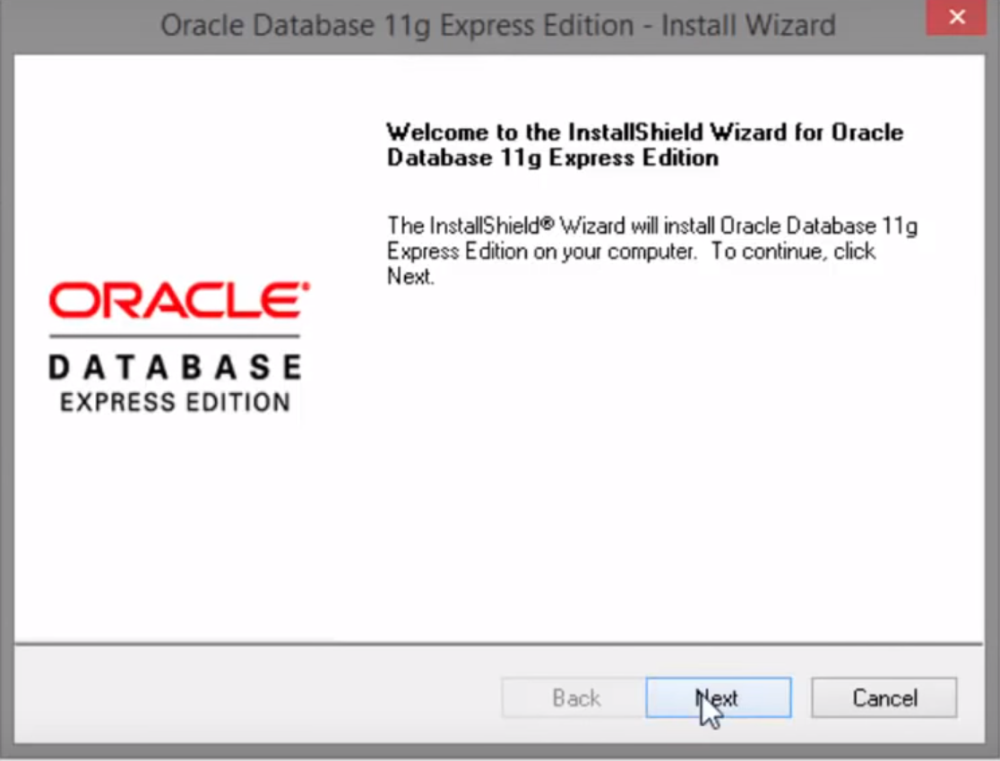 Oracle Database 11g Express Edition - Install Wizard
Welcome to the InstallShield Wizard for Oracle
Database 11g Express Edition
The InstallShield® Wizard will install Oracle Database 11g
Express Edition on your computer.  To continue, click
Next.
ORACLE®
DATABASE
EXPRESS EDITION
Back
Next
Cancel